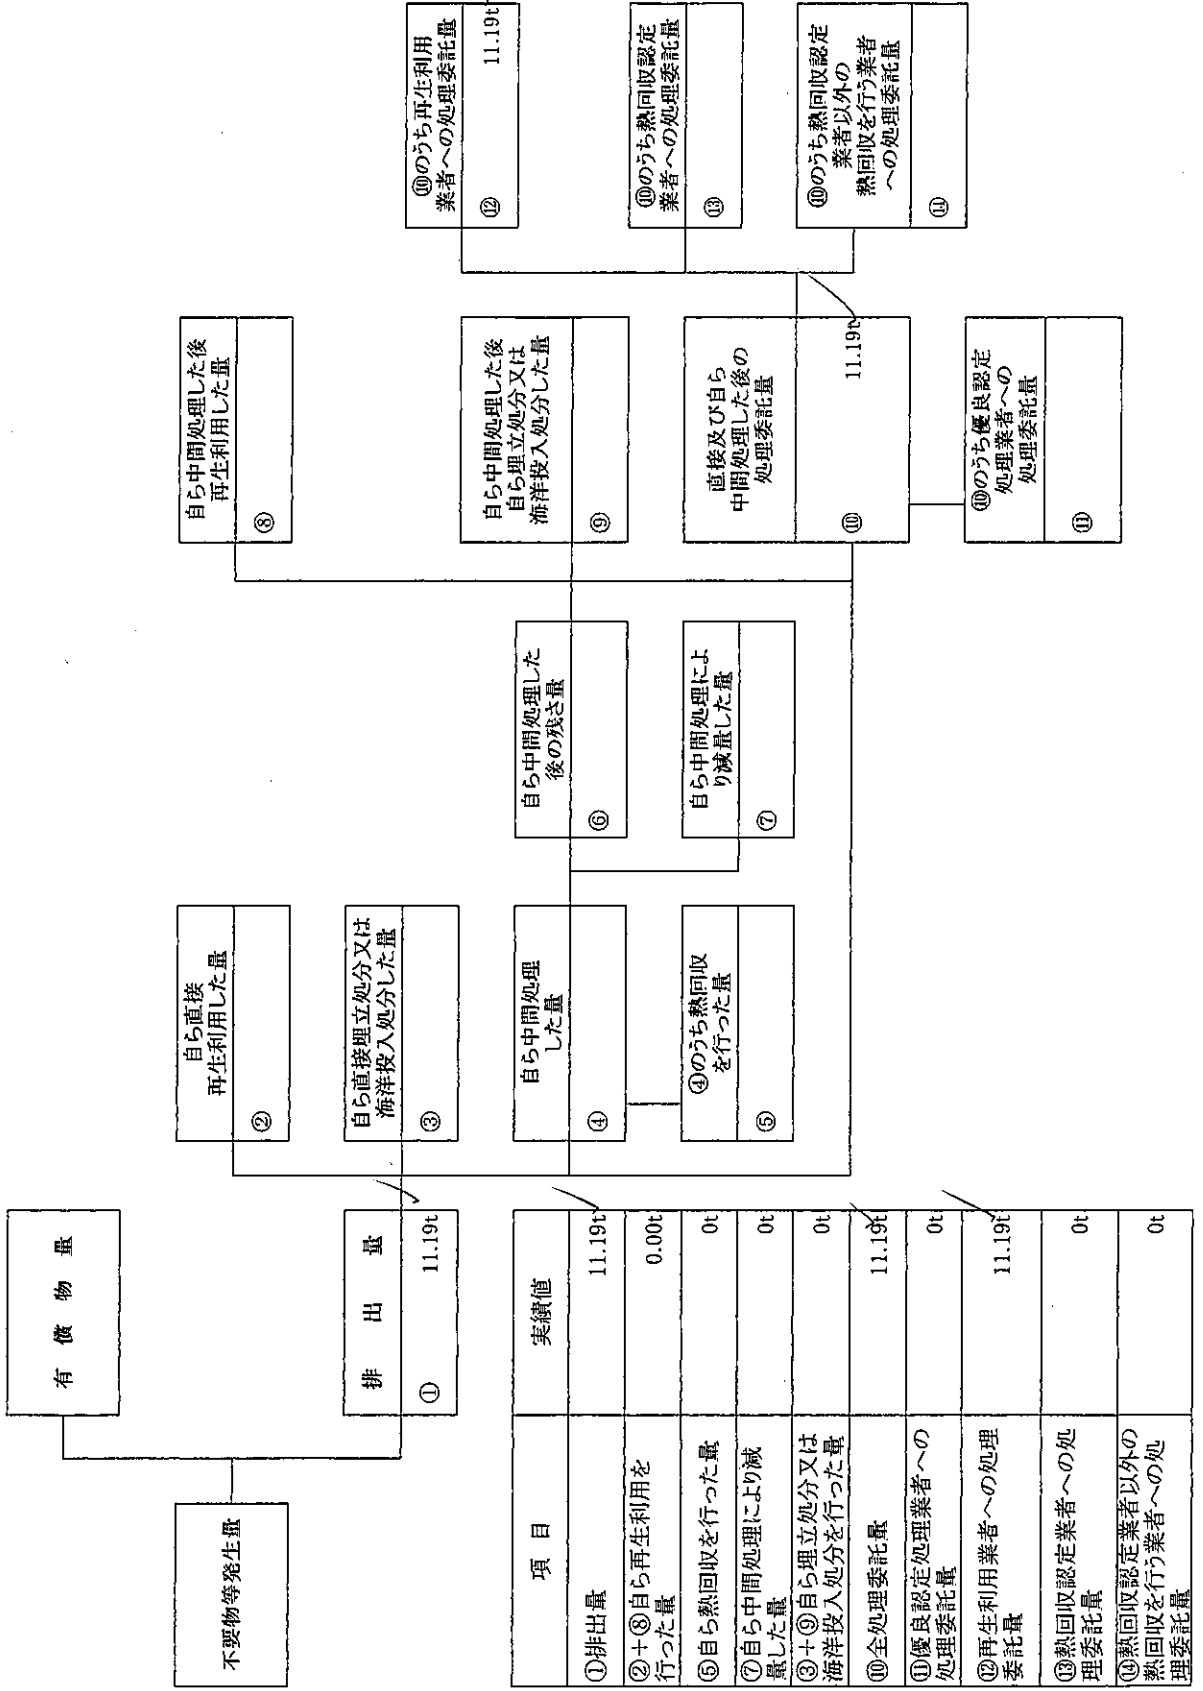 不要物等発生量
有 償 物 量
排 出 量
① 11.19t
自ら直接
再生利用した量
②
自ら直接埋立処分又は
海洋投入処分した量
③
自ら中間処理
した量
④
④のうち熱回収
を行った量
⑤
自ら中間処理した
後の残さ量
⑥
自ら中間処理によ
り減量した量
⑦
自ら中間処理した後
再生利用した量
⑧
自ら中間処理した後
自ら埋立処分又は
海洋投入処分した量
⑨
直接及び自ら
中間処理した後の
処理委託量
⑩ 11.19t
⑩のうち優良認定
処理業者への
処理委託量
⑪
⑩のうち再生利用
業者への処理委託量
⑫ 11.19t
⑩のうち熱回収認定
業者への処理委託量
⑬
⑩のうち熱回収認定
業者以外の
熱回収を行う業者
への処理委託量
⑭
項 目 実績値
①排出量 11.19t
②+⑧自ら再生利用を
行った量 0.00t
⑤自ら熱回収を行った量 0t
⑦自ら中間処理により減
量した量 0t
③+⑨自ら埋立処分又は
海洋投入処分を行った量 0t
⑩全処理委託量 11.19t
⑪優良認定処理業者への
処理委託量 0t
⑫再生利用業者への処理
委託量 11.19t
⑬熱回収認定業者への処
理委託量 0t
⑭熱回収認定業者以外の
熱回収を行う業者への処
理委託量 0t